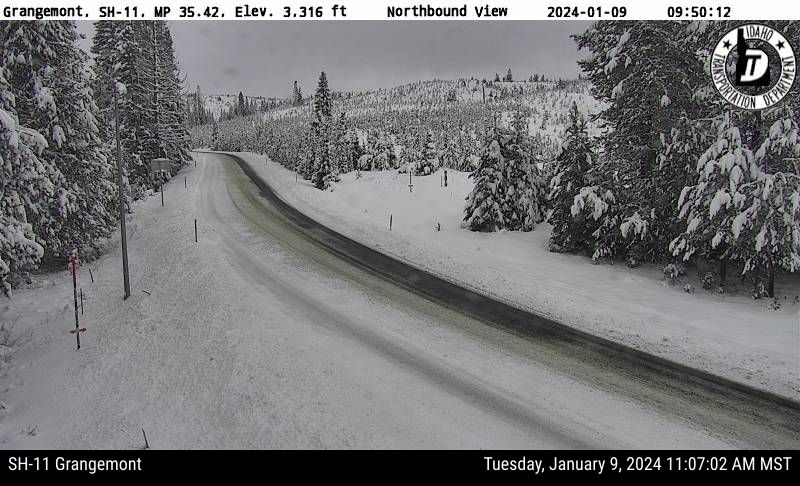 Grangemont, SH-11, MP 35.42, Elev. 3,316 ft Northbound View 2024-01-09 09:50:12
IDAHO
TRANSPORTATION DEPARTMENT
SH-11 Grangemont Tuesday, January 9, 2024 11:07:02 AM MST